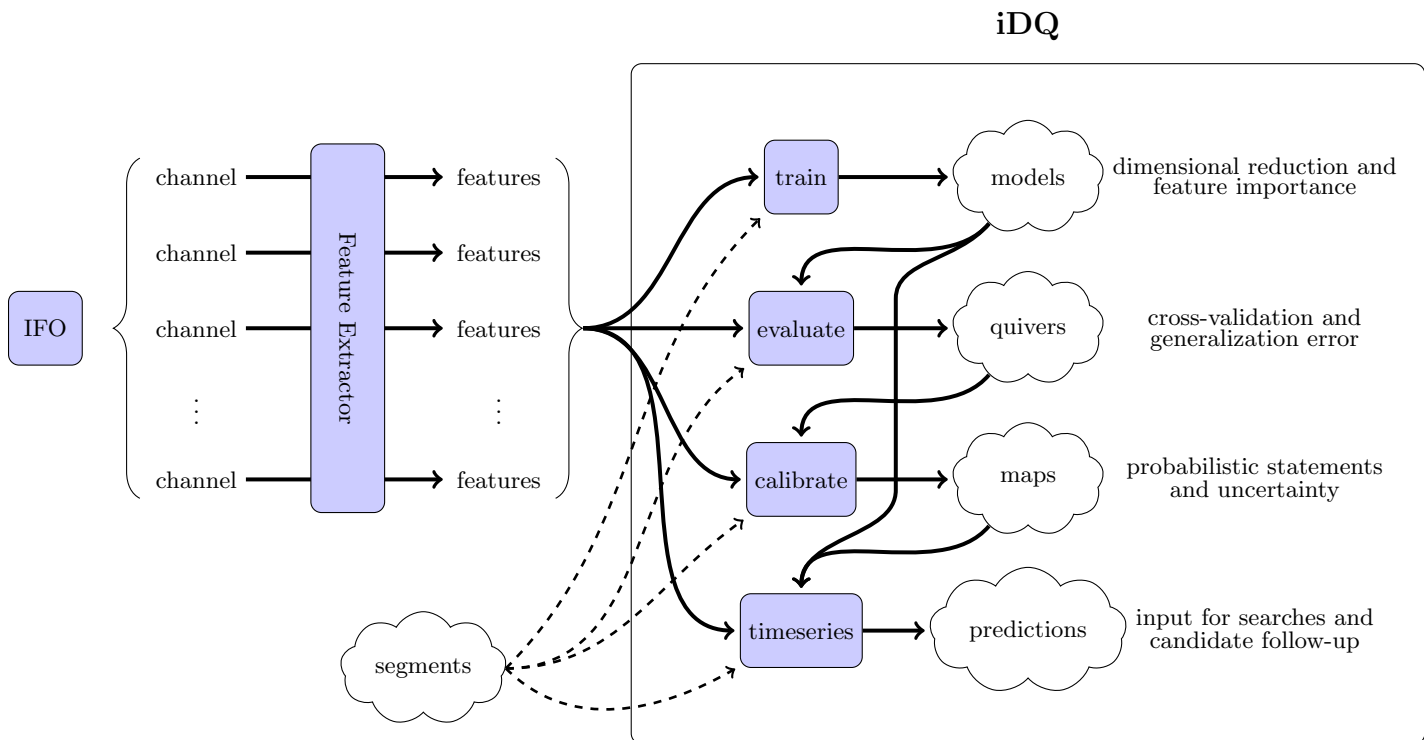 iDQ
IFO
channel
channel
channel
⋮
channel
Feature Extractor
features
features
features
⋮
features
segments
train
models
dimensional reduction and
feature importance
evaluate
quivers
cross-validation and
generalization error
calibrate
maps
probabilistic statements
and uncertainty
timeseries
predictions
input for searches and
candidate follow-up